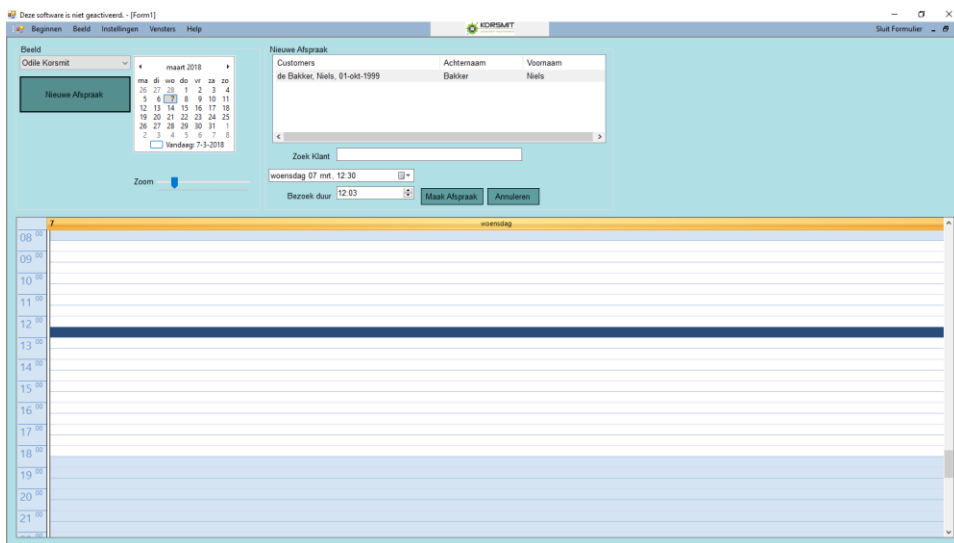 Deze software is niet geactiveerd. - [Form1]
Beginnen Beeld Instellingen Vensters Help
KORSMIT
Sluit Formulier
Beeld
Odile Korsmit
Nieuwe Afspraak
maart 2018
ma di wo do vr za zo
26 27 28 1 2 3 4
5 6 7 8 9 10 11
12 13 14 15 16 17 18
19 20 21 22 23 24 25
26 27 28 29 30 31 1
2 3 4 5 6 7 8
Vandaag: 7-3-2018
Zoom
Nieuwe Afspraak
Customers Achternaam Voornaam
de Bakker, Niels, 01-okt-1999 Bakker Niels
Zoek Klant
woensdag 07 mrt, 12:30
Bezoek duur 12:03
Maak Afspraak Annuleren
7 woensdag
08 00
09 00
10 00
11 00
12 00
13 00
14 00
15 00
16 00
17 00
18 00
19 00
20 00
21 00